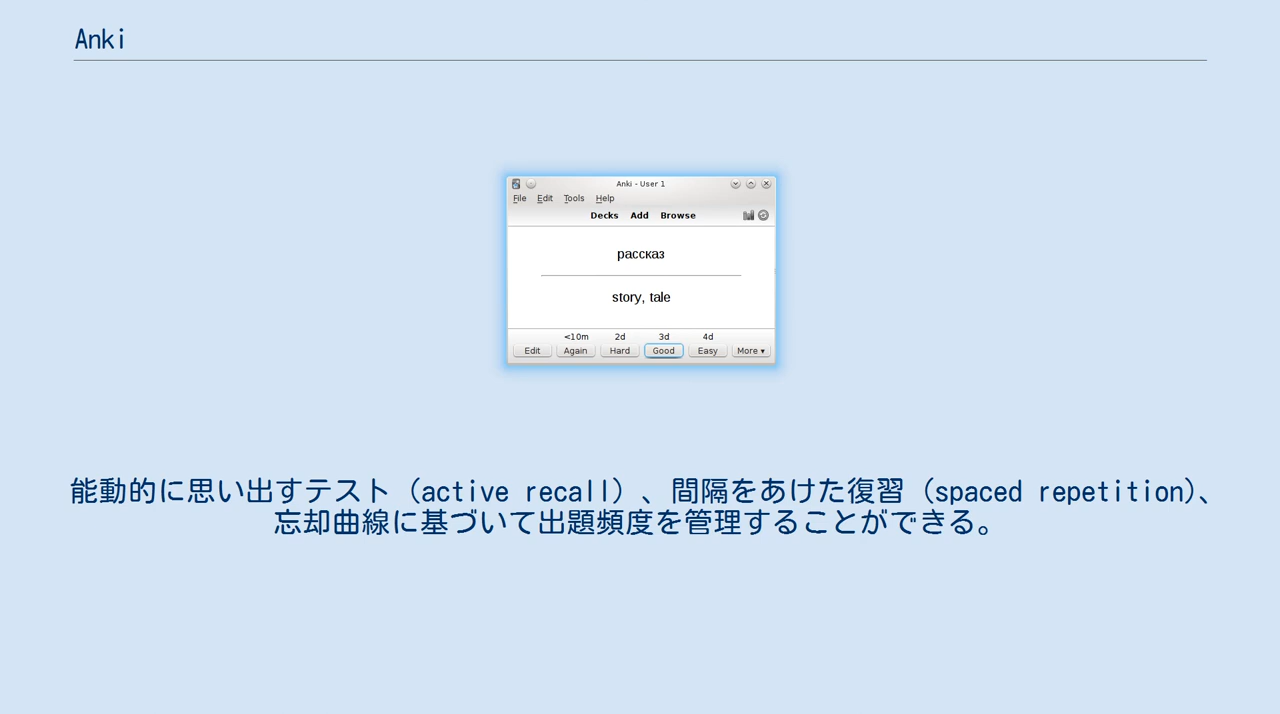 Anki
Anki - User 1
File Edit Tools Help
Decks Add Browse
рассказ
story, tale
<10m 2d 3d 4d
Edit Again Hard Good Easy More ▾
能動的に思い出すテスト（active recall）、間隔をあけた復習（spaced repetition)、
忘却曲線に基づいて出題頻度を管理することができる。